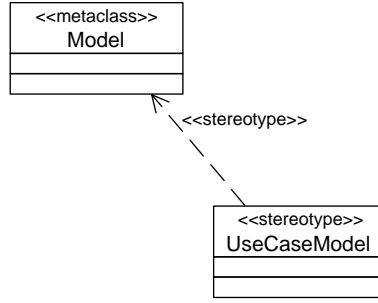 <<metaclass>>
Model
<<stereotype>>
<<stereotype>>
UseCaseModel